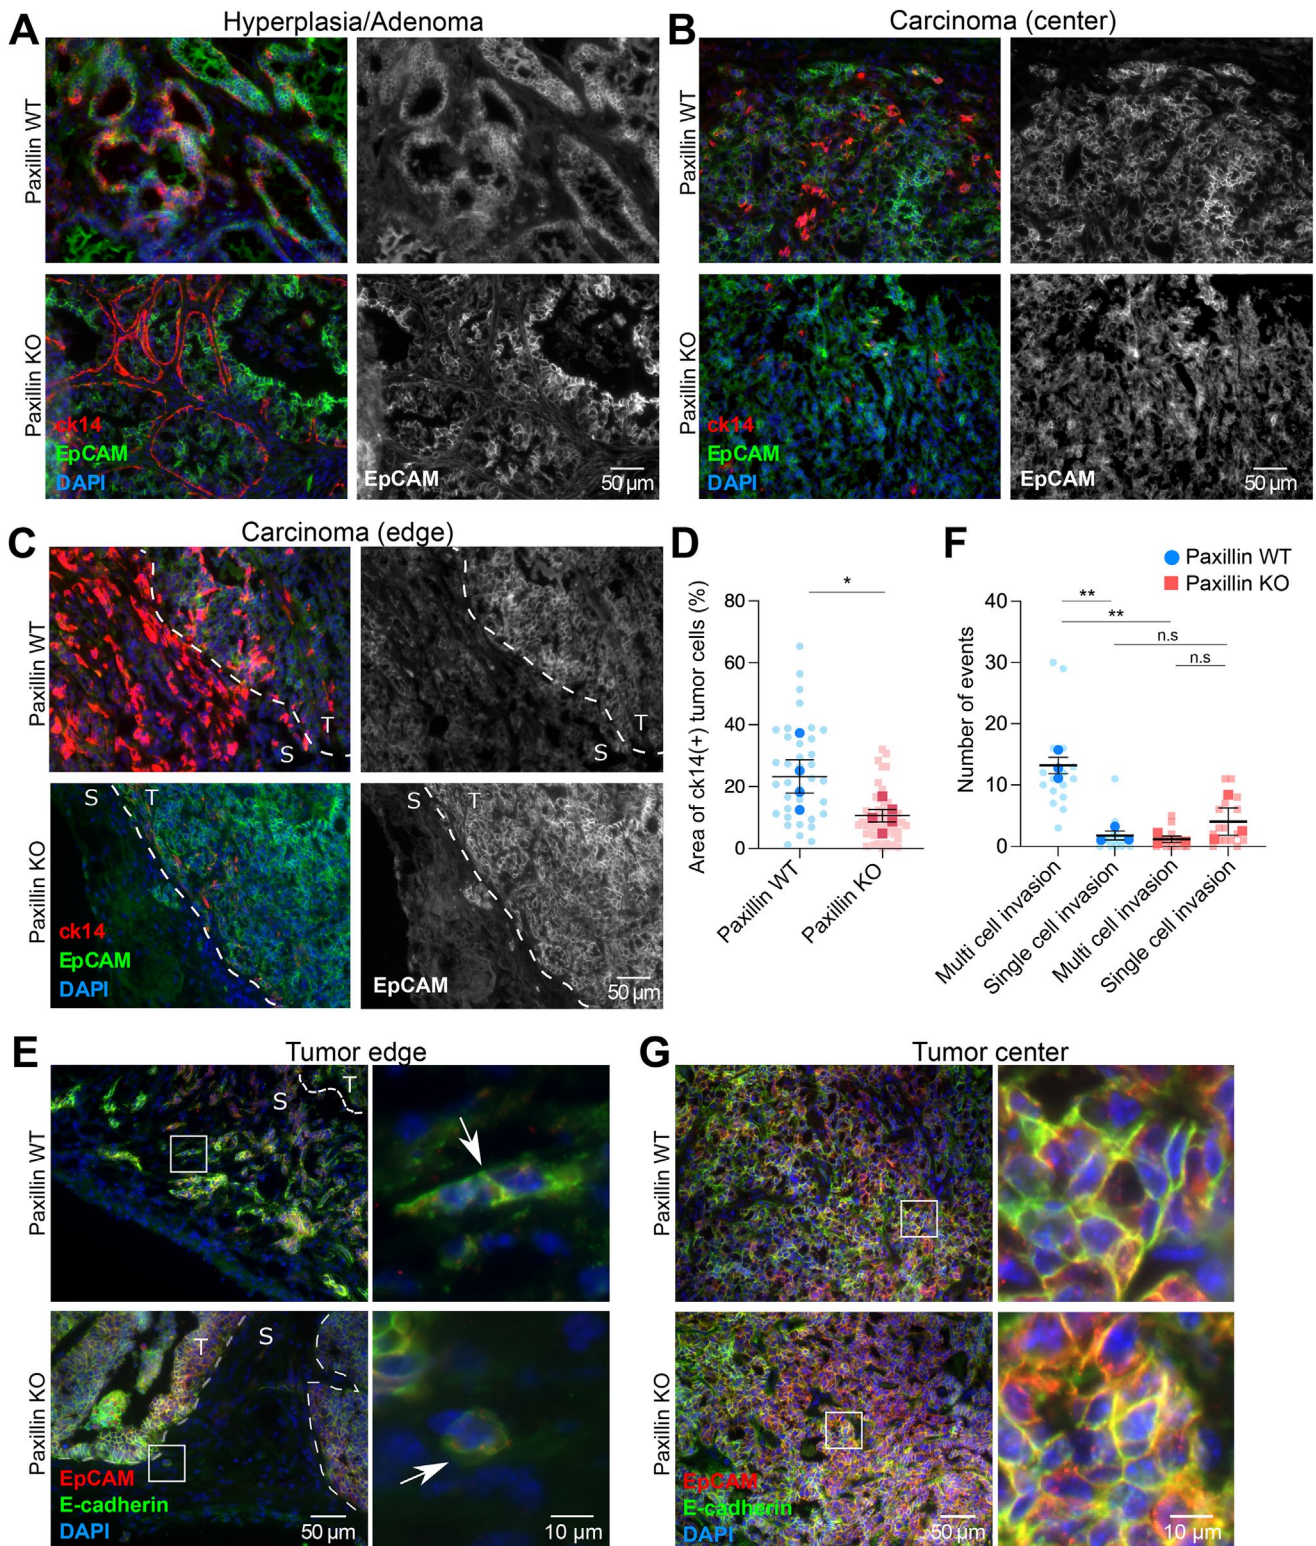 A
Hyperplasia/Adenoma
Paxillin WT
Paxillin KO
ck14
EpCAM
DAPI
EpCAM
50 µm
B
Carcinoma (center)
Paxillin WT
Paxillin KO
ck14
EpCAM
DAPI
EpCAM
50 µm
C
Carcinoma (edge)
Paxillin WT
T
S
T
S
Paxillin KO
S T
S T
ck14
EpCAM
DAPI
EpCAM
50 µm
D
Area of ck14(+) tumor cells (%)
*
80
60
40
20
0
Paxillin WT
Paxillin KO
F
Paxillin WT
Paxillin KO
Number of events
**
**
n.s
n.s
40
30
20
10
0
Multi cell invasion
Single cell invasion
Multi cell invasion
Single cell invasion
E
Tumor edge
Paxillin WT
T
S
Paxillin KO
T
S
EpCAM
E-cadherin
DAPI
50 µm
10 µm
G
Tumor center
Paxillin WT
Paxillin KO
EpCAM
E-cadherin
DAPI
50 µm
10 µm